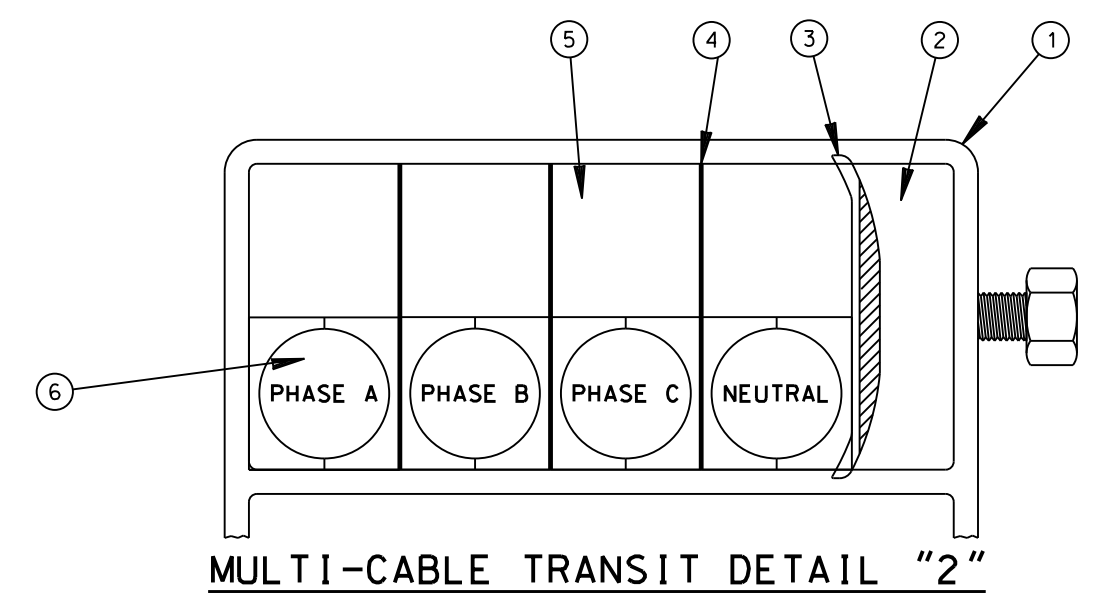 5 4 3 2 1
6
PHASE A PHASE B PHASE C NEUTRAL
MULTI-CABLE TRANSIT DETAIL "2"